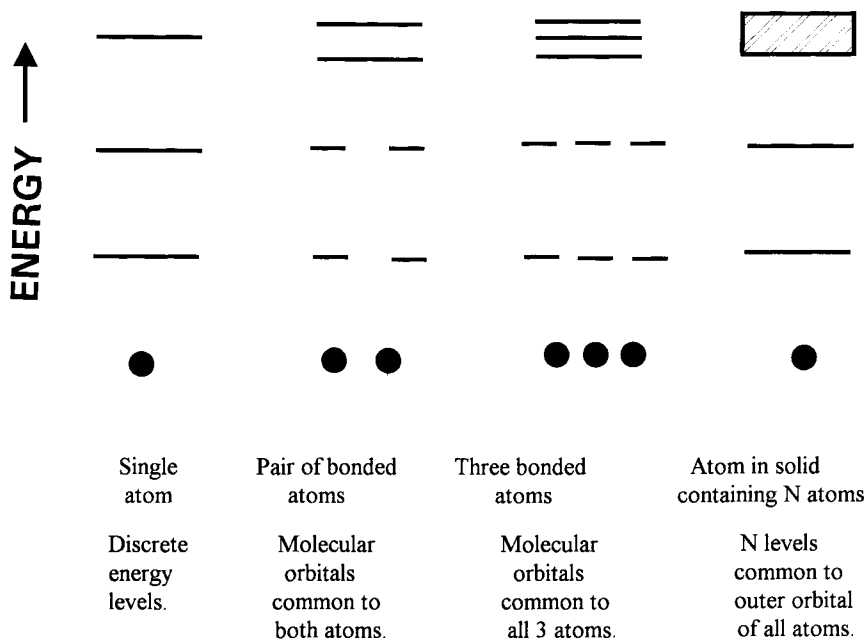 ENERGY
Single
atom
Discrete
energy
levels.
Pair of bonded
atoms
Molecular
orbitals
common to
both atoms.
Three bonded
atoms
Molecular
orbitals
common to
all 3 atoms.
Atom in solid
containing N atoms
N levels
common to
outer orbital
of all atoms.